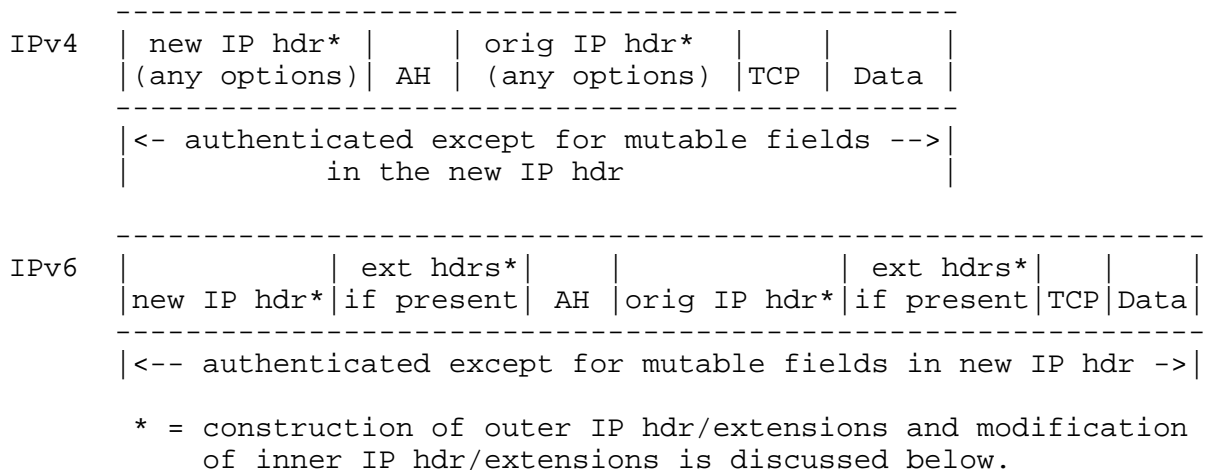 ------------------------------------------------
IPv4 | new IP hdr* | | orig IP hdr* | | |
|(any options)| AH | (any options) |TCP | Data |
------------------------------------------------
|<- authenticated except for mutable fields -->|
| in the new IP hdr |
--------------------------------------------------------------
IPv6 | | ext hdrs*| | | ext hdrs*| | |
|new IP hdr*|if present| AH |orig IP hdr*|if present|TCP|Data|
--------------------------------------------------------------
|<-- authenticated except for mutable fields in new IP hdr ->|
* = construction of outer IP hdr/extensions and modification
of inner IP hdr/extensions is discussed below.